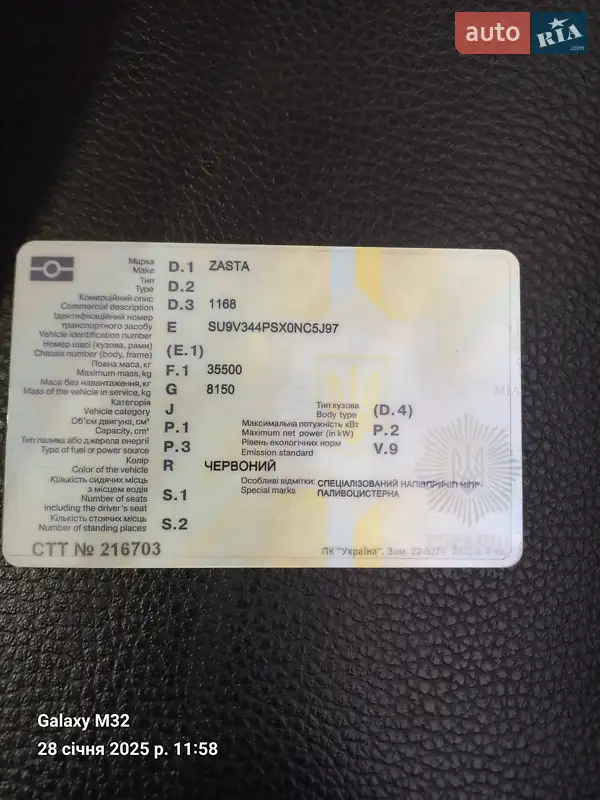 auto RIA .com
Марка
Make D.1 ZASTA
Тип
Type D.2
Комерційний опис
Commercial description D.3 1168
Ідентифікаційний номер
транспортного засобу
Vehicle identification number E SU9V344PSX0NC5J97
Номер шасі (кузова, рами)
Chassis number (body, frame) (E.1)
Повна маса, кг
Maximum mass, kg F.1 35500
Маса без навантаження, кг
Mass of the vehicle in service, kg G 8150
Категорія
Vehicle category J
Об'єм двигуна, см³
Capacity, cm³ P.1
Тип палива або джерела енергії
Type of fuel or power source P.3
Колір
Color of the vehicle R ЧЕРВОНИЙ
Кількість сидячих місць
з місцем водія
Number of seats S.1
including the driver's seat
Кількість стоячих місць
Number of standing places S.2
Тип кузова
Body type (D.4)
Максимальна потужність кВт
Maximum net power (in kW) P.2
Рівень екологічних норм
Emission standard V.9
Особливі відмітки: СПЕЦІАЛІЗОВАНИЙ НАПІВПРИЧІП НПР-
Special marks ПАЛИВОЦИСТЕРНА
СТТ № 216703
ПК "Україна". Зам.
Galaxy M32
28 січня 2025 р. 11:58